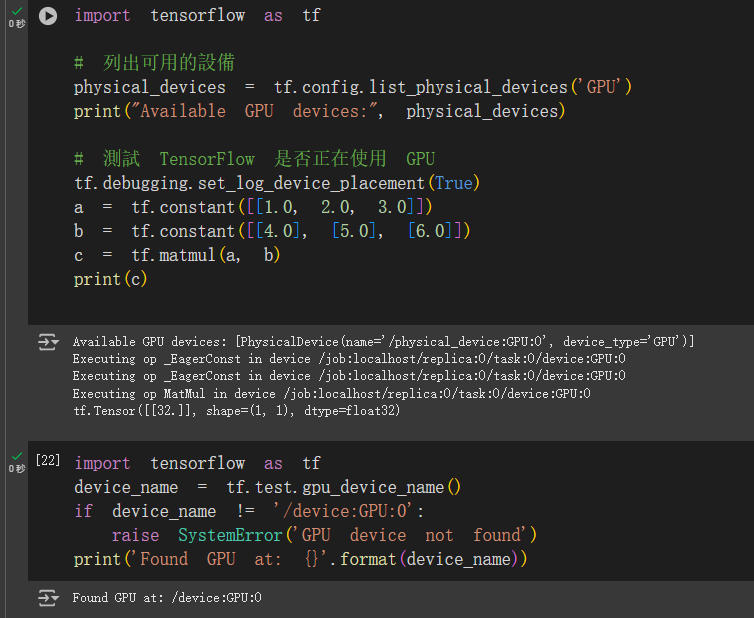 0 秒
import tensorflow as tf
# 列出可用的設備
physical_devices = tf.config.list_physical_devices('GPU')
print("Available GPU devices:", physical_devices)
# 測試 TensorFlow 是否正在使用 GPU
tf.debugging.set_log_device_placement(True)
a = tf.constant([[1.0, 2.0, 3.0]])
b = tf.constant([[4.0], [5.0], [6.0]])
c = tf.matmul(a, b)
print(c)
Available GPU devices: [PhysicalDevice(name='/physical_device:GPU:0', device_type='GPU')]
Executing op _EagerConst in device /job:localhost/replica:0/task:0/device:GPU:0
Executing op _EagerConst in device /job:localhost/replica:0/task:0/device:GPU:0
Executing op MatMul in device /job:localhost/replica:0/task:0/device:GPU:0
tf.Tensor([[32.]], shape=(1, 1), dtype=float32)
0 秒
[22]
import tensorflow as tf
device_name = tf.test.gpu_device_name()
if device_name != '/device:GPU:0':
    raise SystemError('GPU device not found')
print('Found GPU at: {}'.format(device_name))
Found GPU at: /device:GPU:0